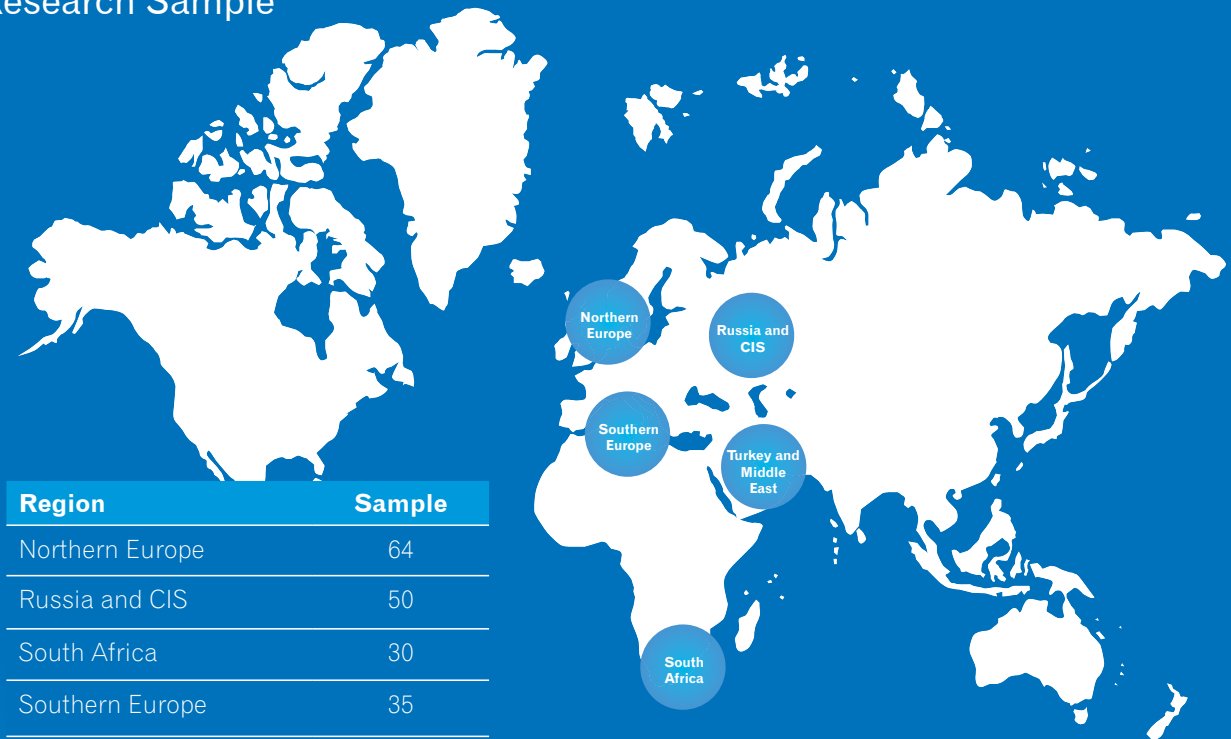 Research Sample
Northern
Europe
Russia and
CIS
Southern
Europe
Turkey and
Middle
East
South
Africa
Region Sample
Northern Europe 64
Russia and CIS 50
South Africa 30
Southern Europe 35